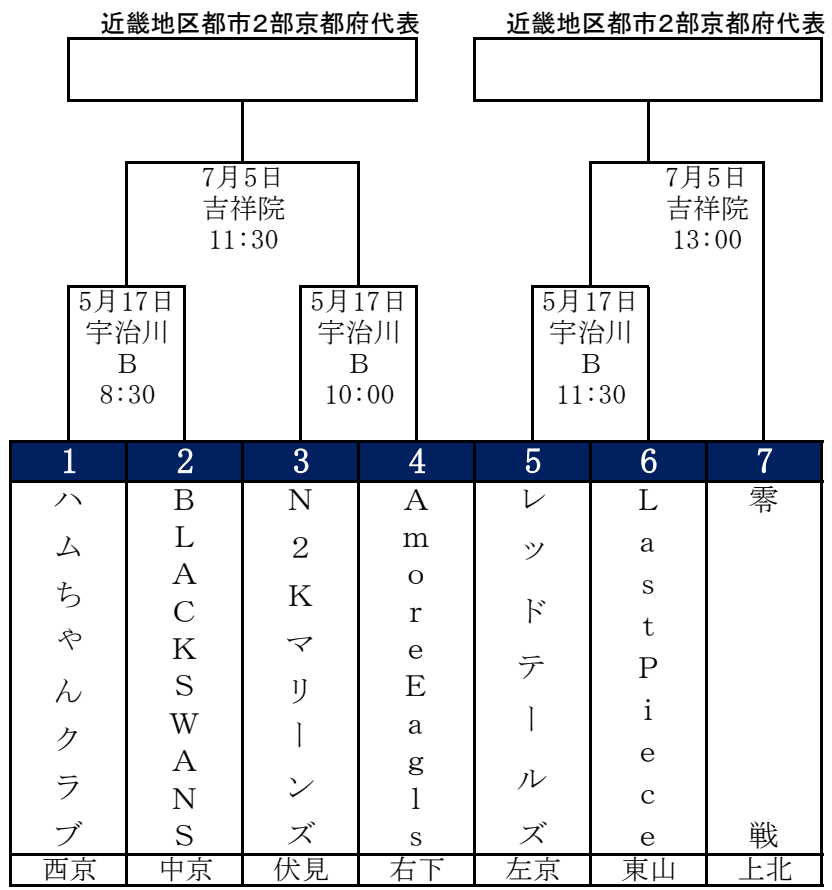 近畿地区都市2部京都府代表
近畿地区都市2部京都府代表
7月5日
吉祥院
11:30
7月5日
吉祥院
13:00
5月17日
宇治川
B
8:30
5月17日
宇治川
B
10:00
5月17日
宇治川
B
11:30
1 2 3 4 5 6 7
ハムちゃんクラブ
BLACKSWANS
N2Kマリーンズ
AmoreEagls
レッドテールズ
LastPiece
零戦
西京 中京 伏見 右下 左京 東山 上北